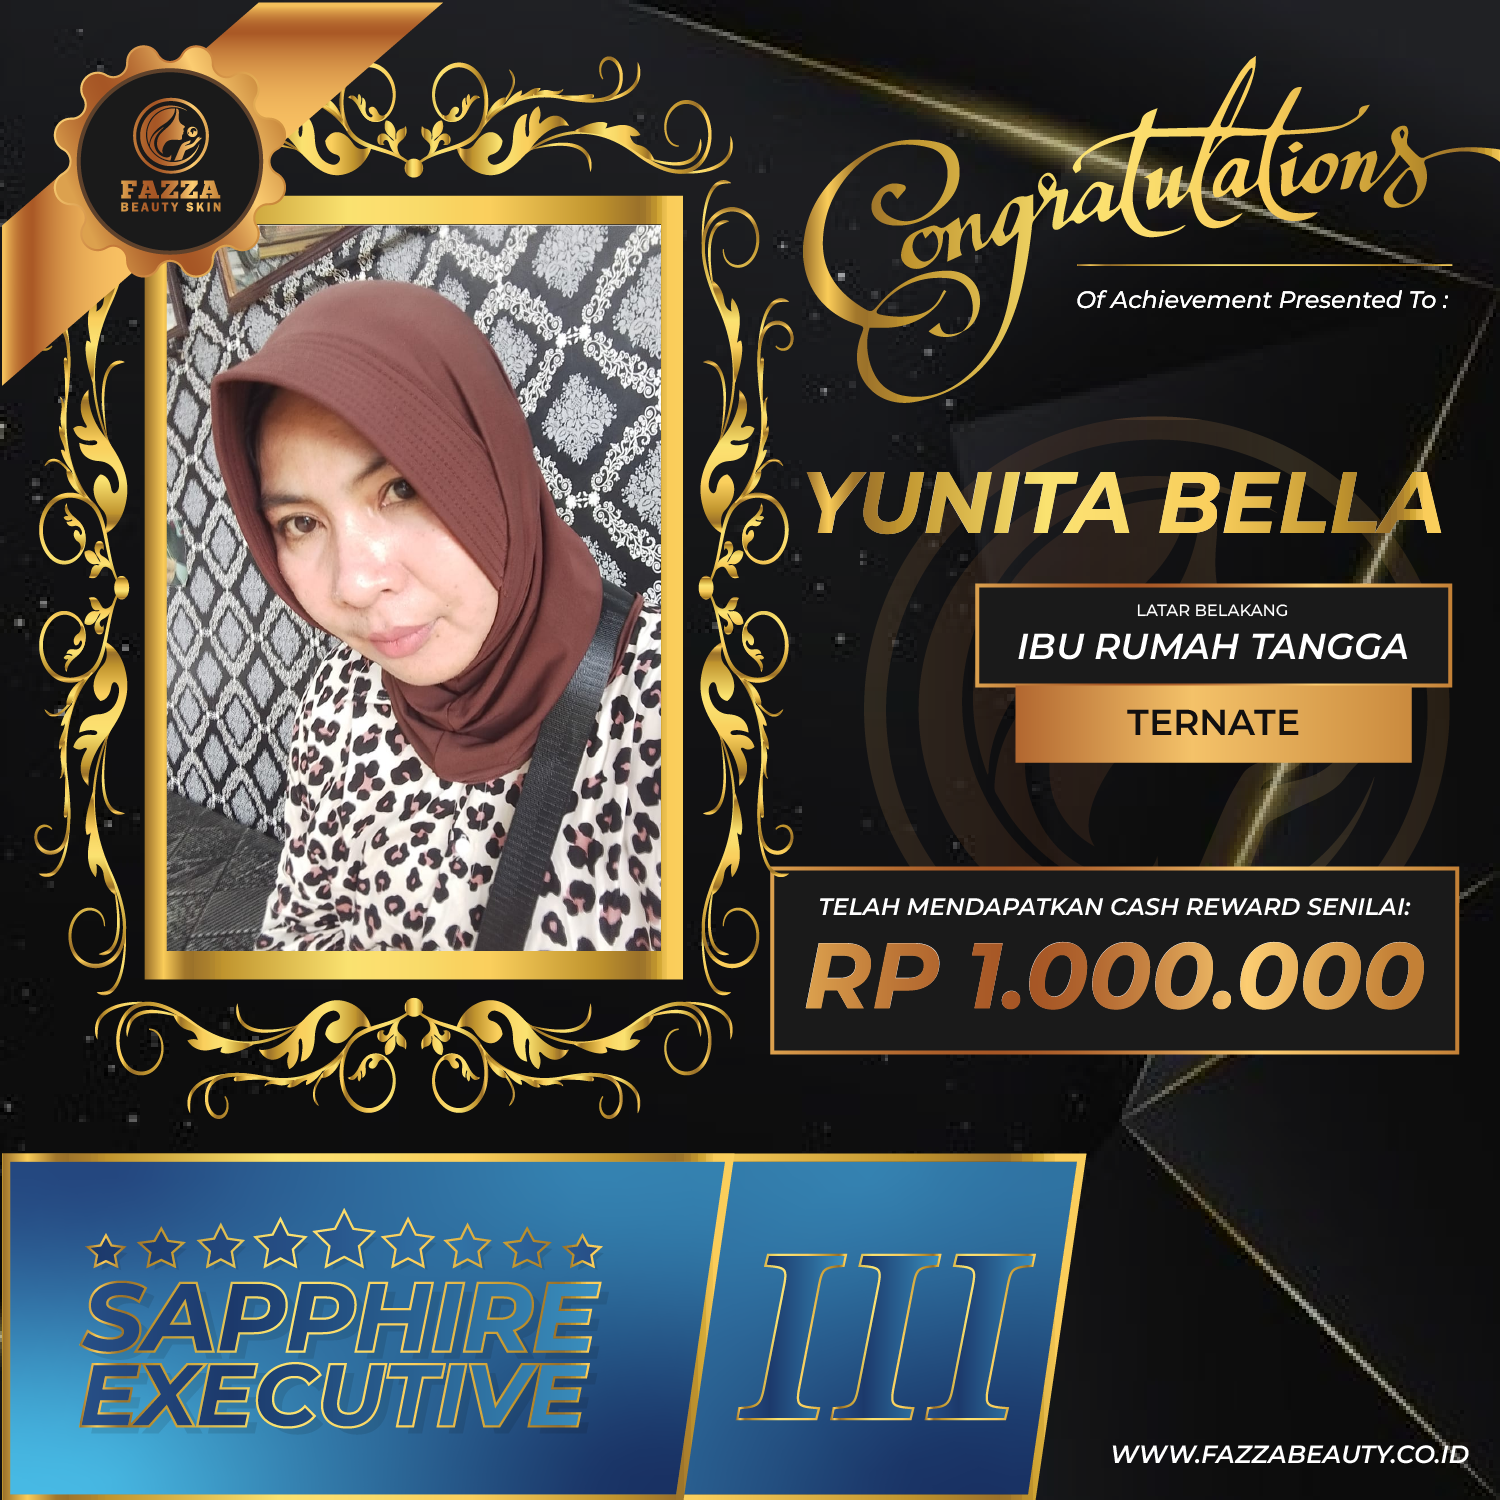 FAZZA
BEAUTY SKIN
Congratulations
Of Achievement Presented To :
YUNITA BELLA
LATAR BELAKANG
IBU RUMAH TANGGA
TERNATE
TELAH MENDAPATKAN CASH REWARD SENILAI:
RP 1.000.000
SAPPHIRE
EXECUTIVE
III
WWW.FAZZABEAUTY.CO.ID